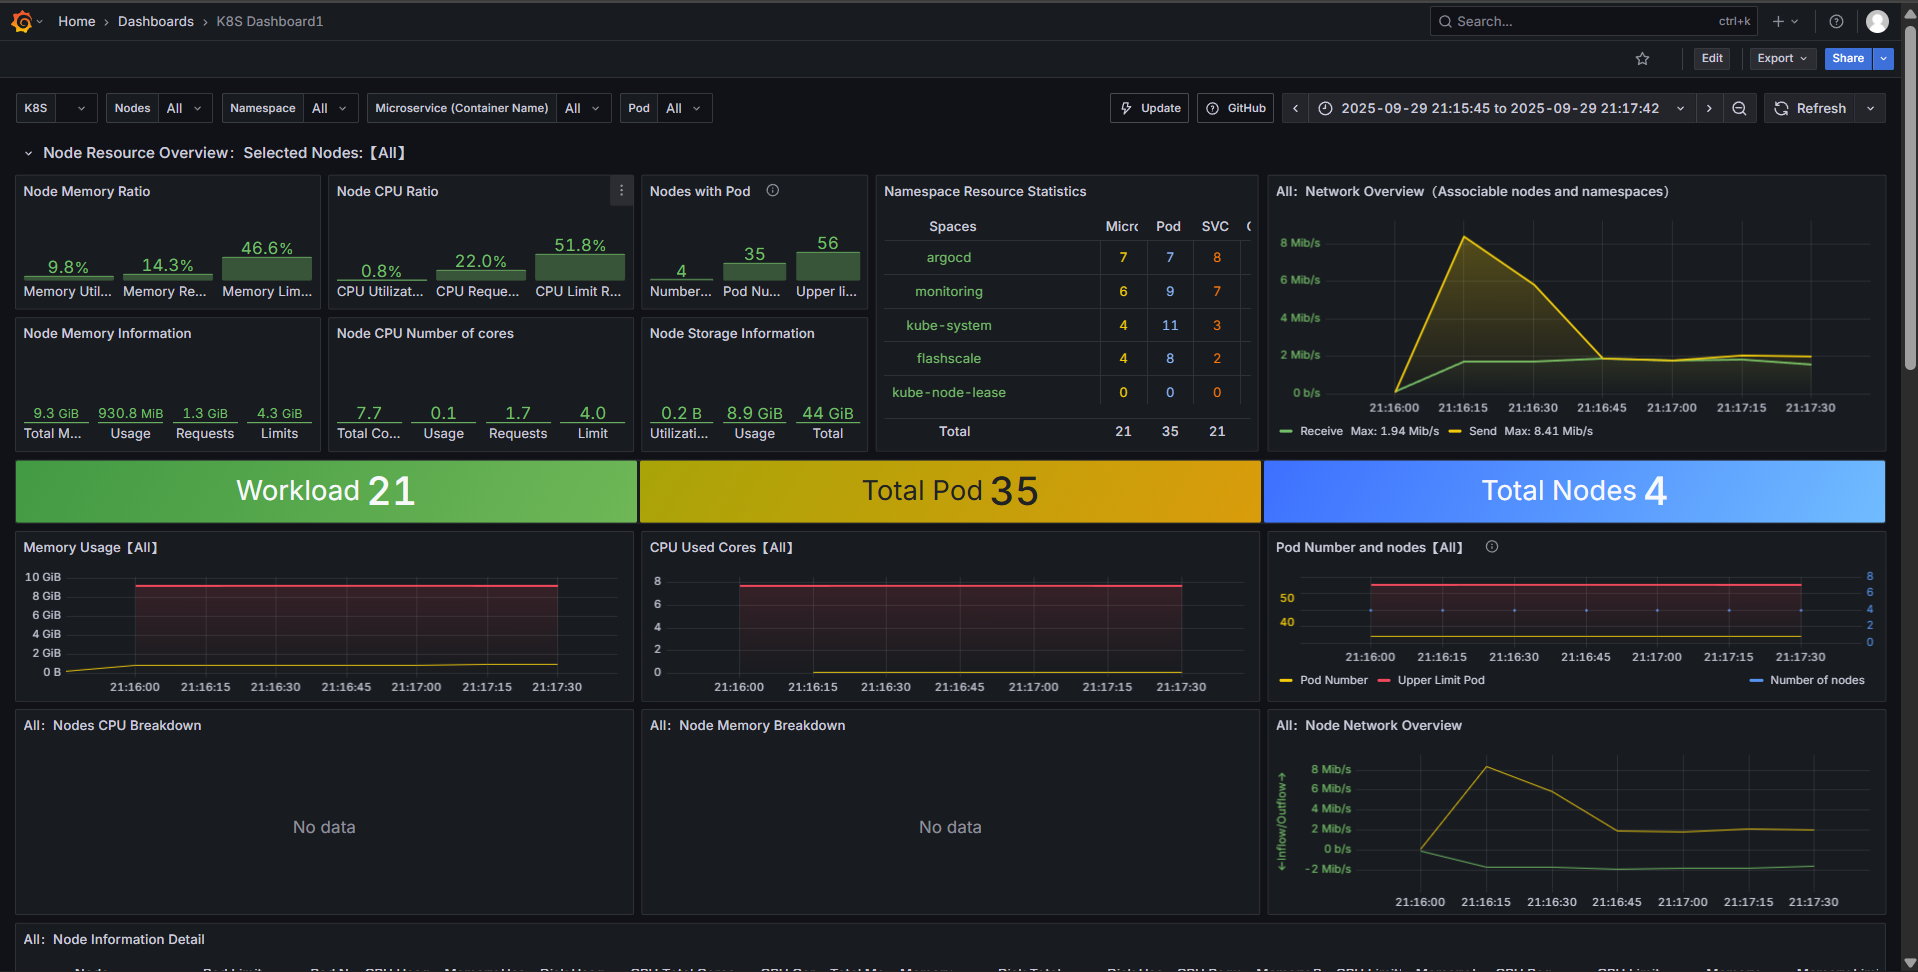 Home › Dashboards › K8S Dashboard1
Search... ctrl+k
Edit Export Share
K8S Nodes All Namespace All Microservice (Container Name) All Pod All Update GitHub 2025-09-29 21:15:45 to 2025-09-29 21:17:42 Refresh
Node Resource Overview: Selected Nodes:【All】
Node Memory Ratio
9.8% 14.3% 46.6%
Memory Util... Memory Re... Memory Lim...
Node CPU Ratio
0.8% 22.0% 51.8%
CPU Utilizat... CPU Reque... CPU Limit R...
Nodes with Pod
4 35 56
Number... Pod Nu... Upper li...
Node Memory Information
9.3 GiB 930.8 MiB 1.3 GiB 4.3 GiB
Total M... Usage Requests Limits
Node CPU Number of cores
7.7 0.1 1.7 4.0
Total Co... Usage Requests Limit
Node Storage Information
0.2 B 8.9 GiB 44 GiB
Utilizati... Usage Total
Namespace Resource Statistics
Spaces Micro Pod SVC
argocd 7 7 8
monitoring 6 9 7
kube-system 4 11 3
flashscale 4 8 2
kube-node-lease 0 0 0
Total 21 35 21
All: Network Overview（Associable nodes and namespaces）
8 Mib/s
6 Mib/s
4 Mib/s
2 Mib/s
0 b/s
21:16:00 21:16:15 21:16:30 21:16:45 21:17:00 21:17:15 21:17:30
Receive Max: 1.94 Mib/s Send Max: 8.41 Mib/s
Workload 21
Total Pod 35
Total Nodes 4
Memory Usage【All】
10 GiB
8 GiB
6 GiB
4 GiB
2 GiB
0 B
21:16:00 21:16:15 21:16:30 21:16:45 21:17:00 21:17:15 21:17:30
CPU Used Cores【All】
8
6
4
2
0
21:16:00 21:16:15 21:16:30 21:16:45 21:17:00 21:17:15 21:17:30
Pod Number and nodes【All】
50
40
8
6
4
2
0
21:16:00 21:16:15 21:16:30 21:16:45 21:17:00 21:17:15 21:17:30
Pod Number Upper Limit Pod Number of nodes
All: Nodes CPU Breakdown
No data
All: Node Memory Breakdown
No data
All: Node Network Overview
←Inflow/Outflow→
8 Mib/s
6 Mib/s
4 Mib/s
2 Mib/s
0 b/s
-2 Mib/s
21:16:00 21:16:15 21:16:30 21:16:45 21:17:00 21:17:15 21:17:30
All: Node Information Detail